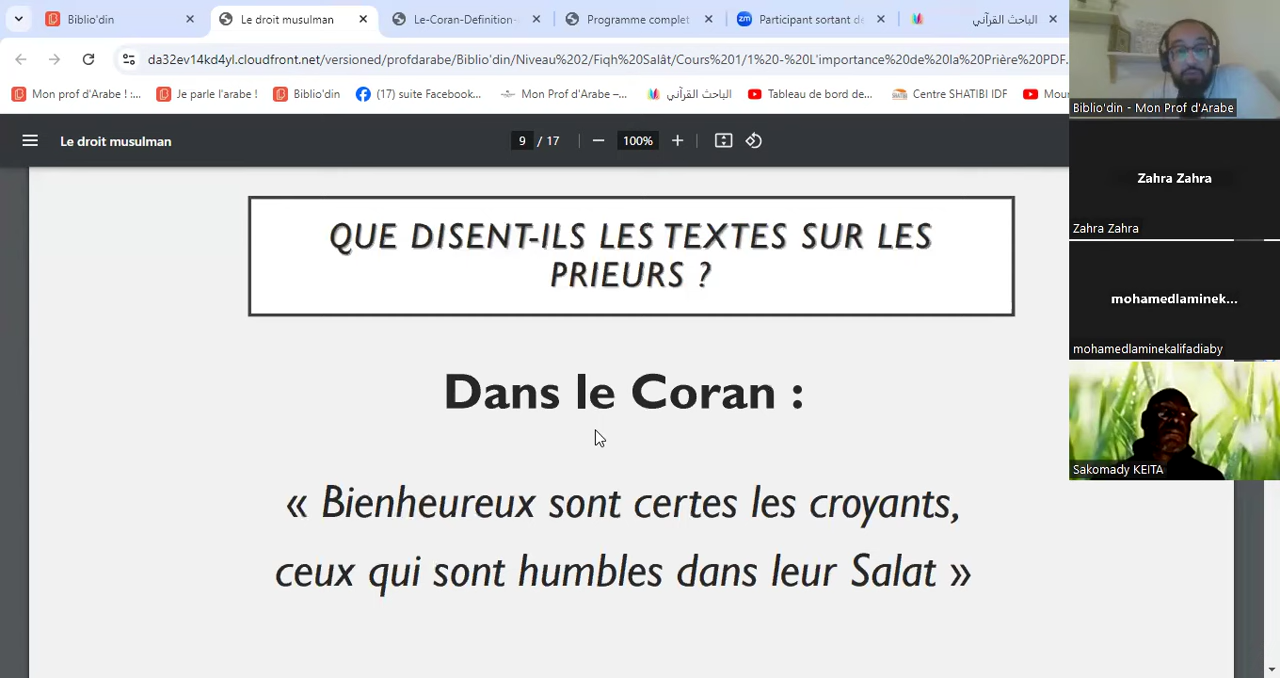 Biblio'din
Le droit musulman
Le-Coran-Definition-
Programme complet
Participant sortant de
الباحث القرآني
da32ev14kd4yl.cloudfront.net/versioned/profdarabe/Biblio'din/Niveau%202/Fiqh%20Salât/Cours%201/1%20-%20L'importance%20de%20la%20Prière%20PDF.
Mon prof d'Arabe ! :...
Je parle l'arabe !
Biblio'din
(17) suite Facebook...
Mon Prof d'Arabe –...
الباحث القرآني
Tableau de bord de...
Centre SHATIBI IDF
Mour
Le droit musulman
9 / 17
100%
QUE DISENT-ILS LES TEXTES SUR LES
PRIEURS ?
Dans le Coran :
« Bienheureux sont certes les croyants,
ceux qui sont humbles dans leur Salat »
Biblio'din - Mon Prof d'Arabe
Zahra Zahra
Zahra Zahra
mohamedlaminek...
mohamedlaminekalifadiaby
Sakomady KEITA